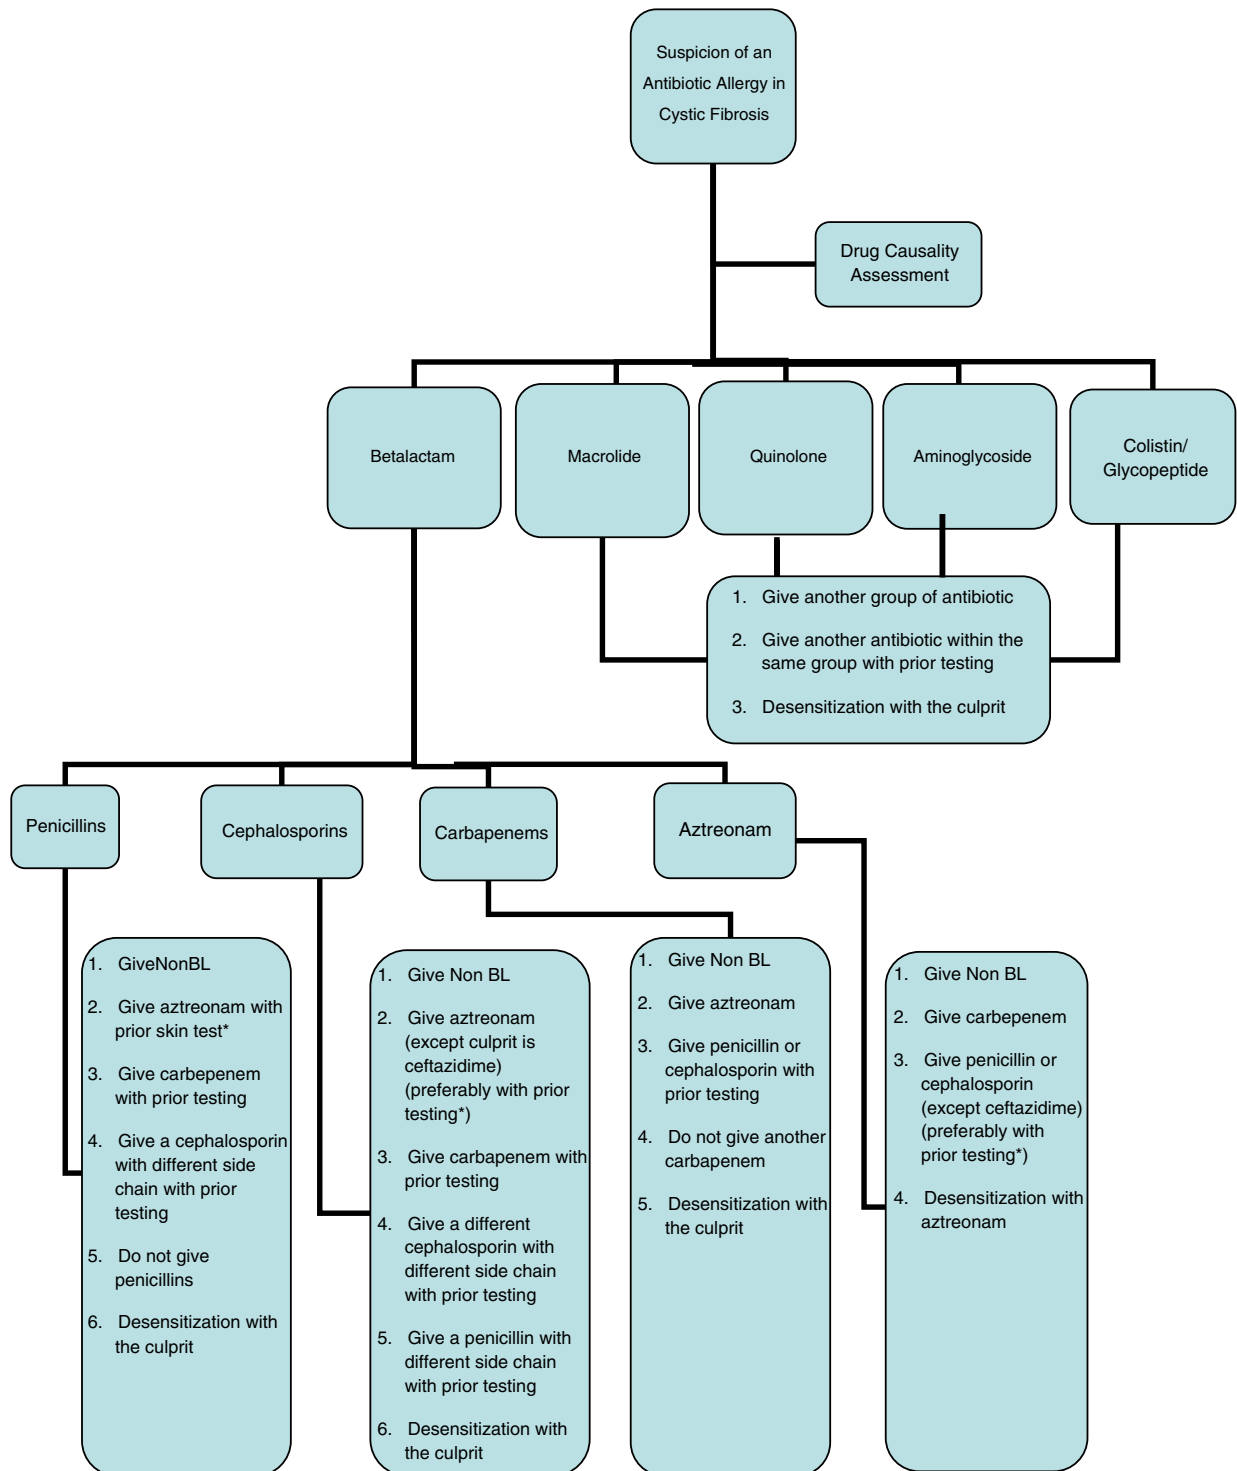 Suspicion of an
Antibiotic Allergy in
Cystic Fibrosis
Drug Causality
Assessment
Betalactam
Macrolide
Quinolone
Aminoglycoside
Colistin/
Glycopeptide
1. Give another group of antibiotic
2. Give another antibiotic within the
same group with prior testing
3. Desensitization with the culprit
Penicillins
Cephalosporins
Carbapenems
Aztreonam
1. GiveNonBL
2. Give aztreonam with
prior skin test*
3. Give carbepenem
with prior testing
4. Give a cephalosporin
with different side
chain with prior
testing
5. Do not give
penicillins
6. Desensitization with
the culprit
1. Give Non BL
2. Give aztreonam
(except culprit is
ceftazidime)
(preferably with prior
testing*)
3. Give carbapenem with
prior testing
4. Give a different
cephalosporin with
different side chain
with prior testing
5. Give a penicillin with
different side chain
with prior testing
6. Desensitization with
the culprit
1. Give Non BL
2. Give aztreonam
3. Give penicillin or
cephalosporin with
prior testing
4. Do not give another
carbapenem
5. Desensitization with
the culprit
1. Give Non BL
2. Give carbepenem
3. Give penicillin or
cephalosporin
(except ceftazidime)
(preferably with
prior testing*)
4. Desensitization with
aztreonam